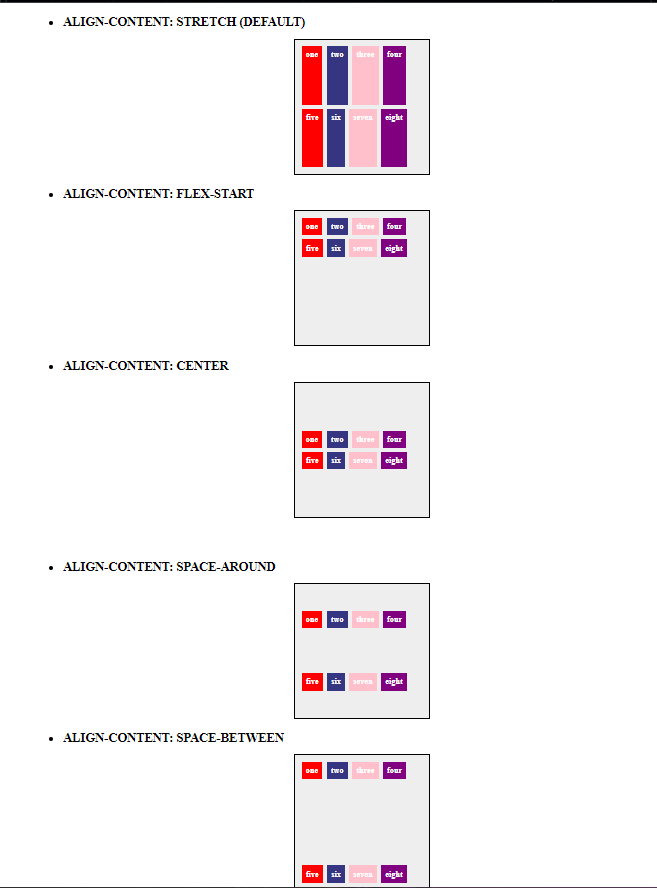 ALIGN-CONTENT: STRETCH (DEFAULT)
one two three four
five six seven eight
ALIGN-CONTENT: FLEX-START
one two three four
five six seven eight
ALIGN-CONTENT: CENTER
one two three four
five six seven eight
ALIGN-CONTENT: SPACE-AROUND
one two three four
five six seven eight
ALIGN-CONTENT: SPACE-BETWEEN
one two three four
five six seven eight